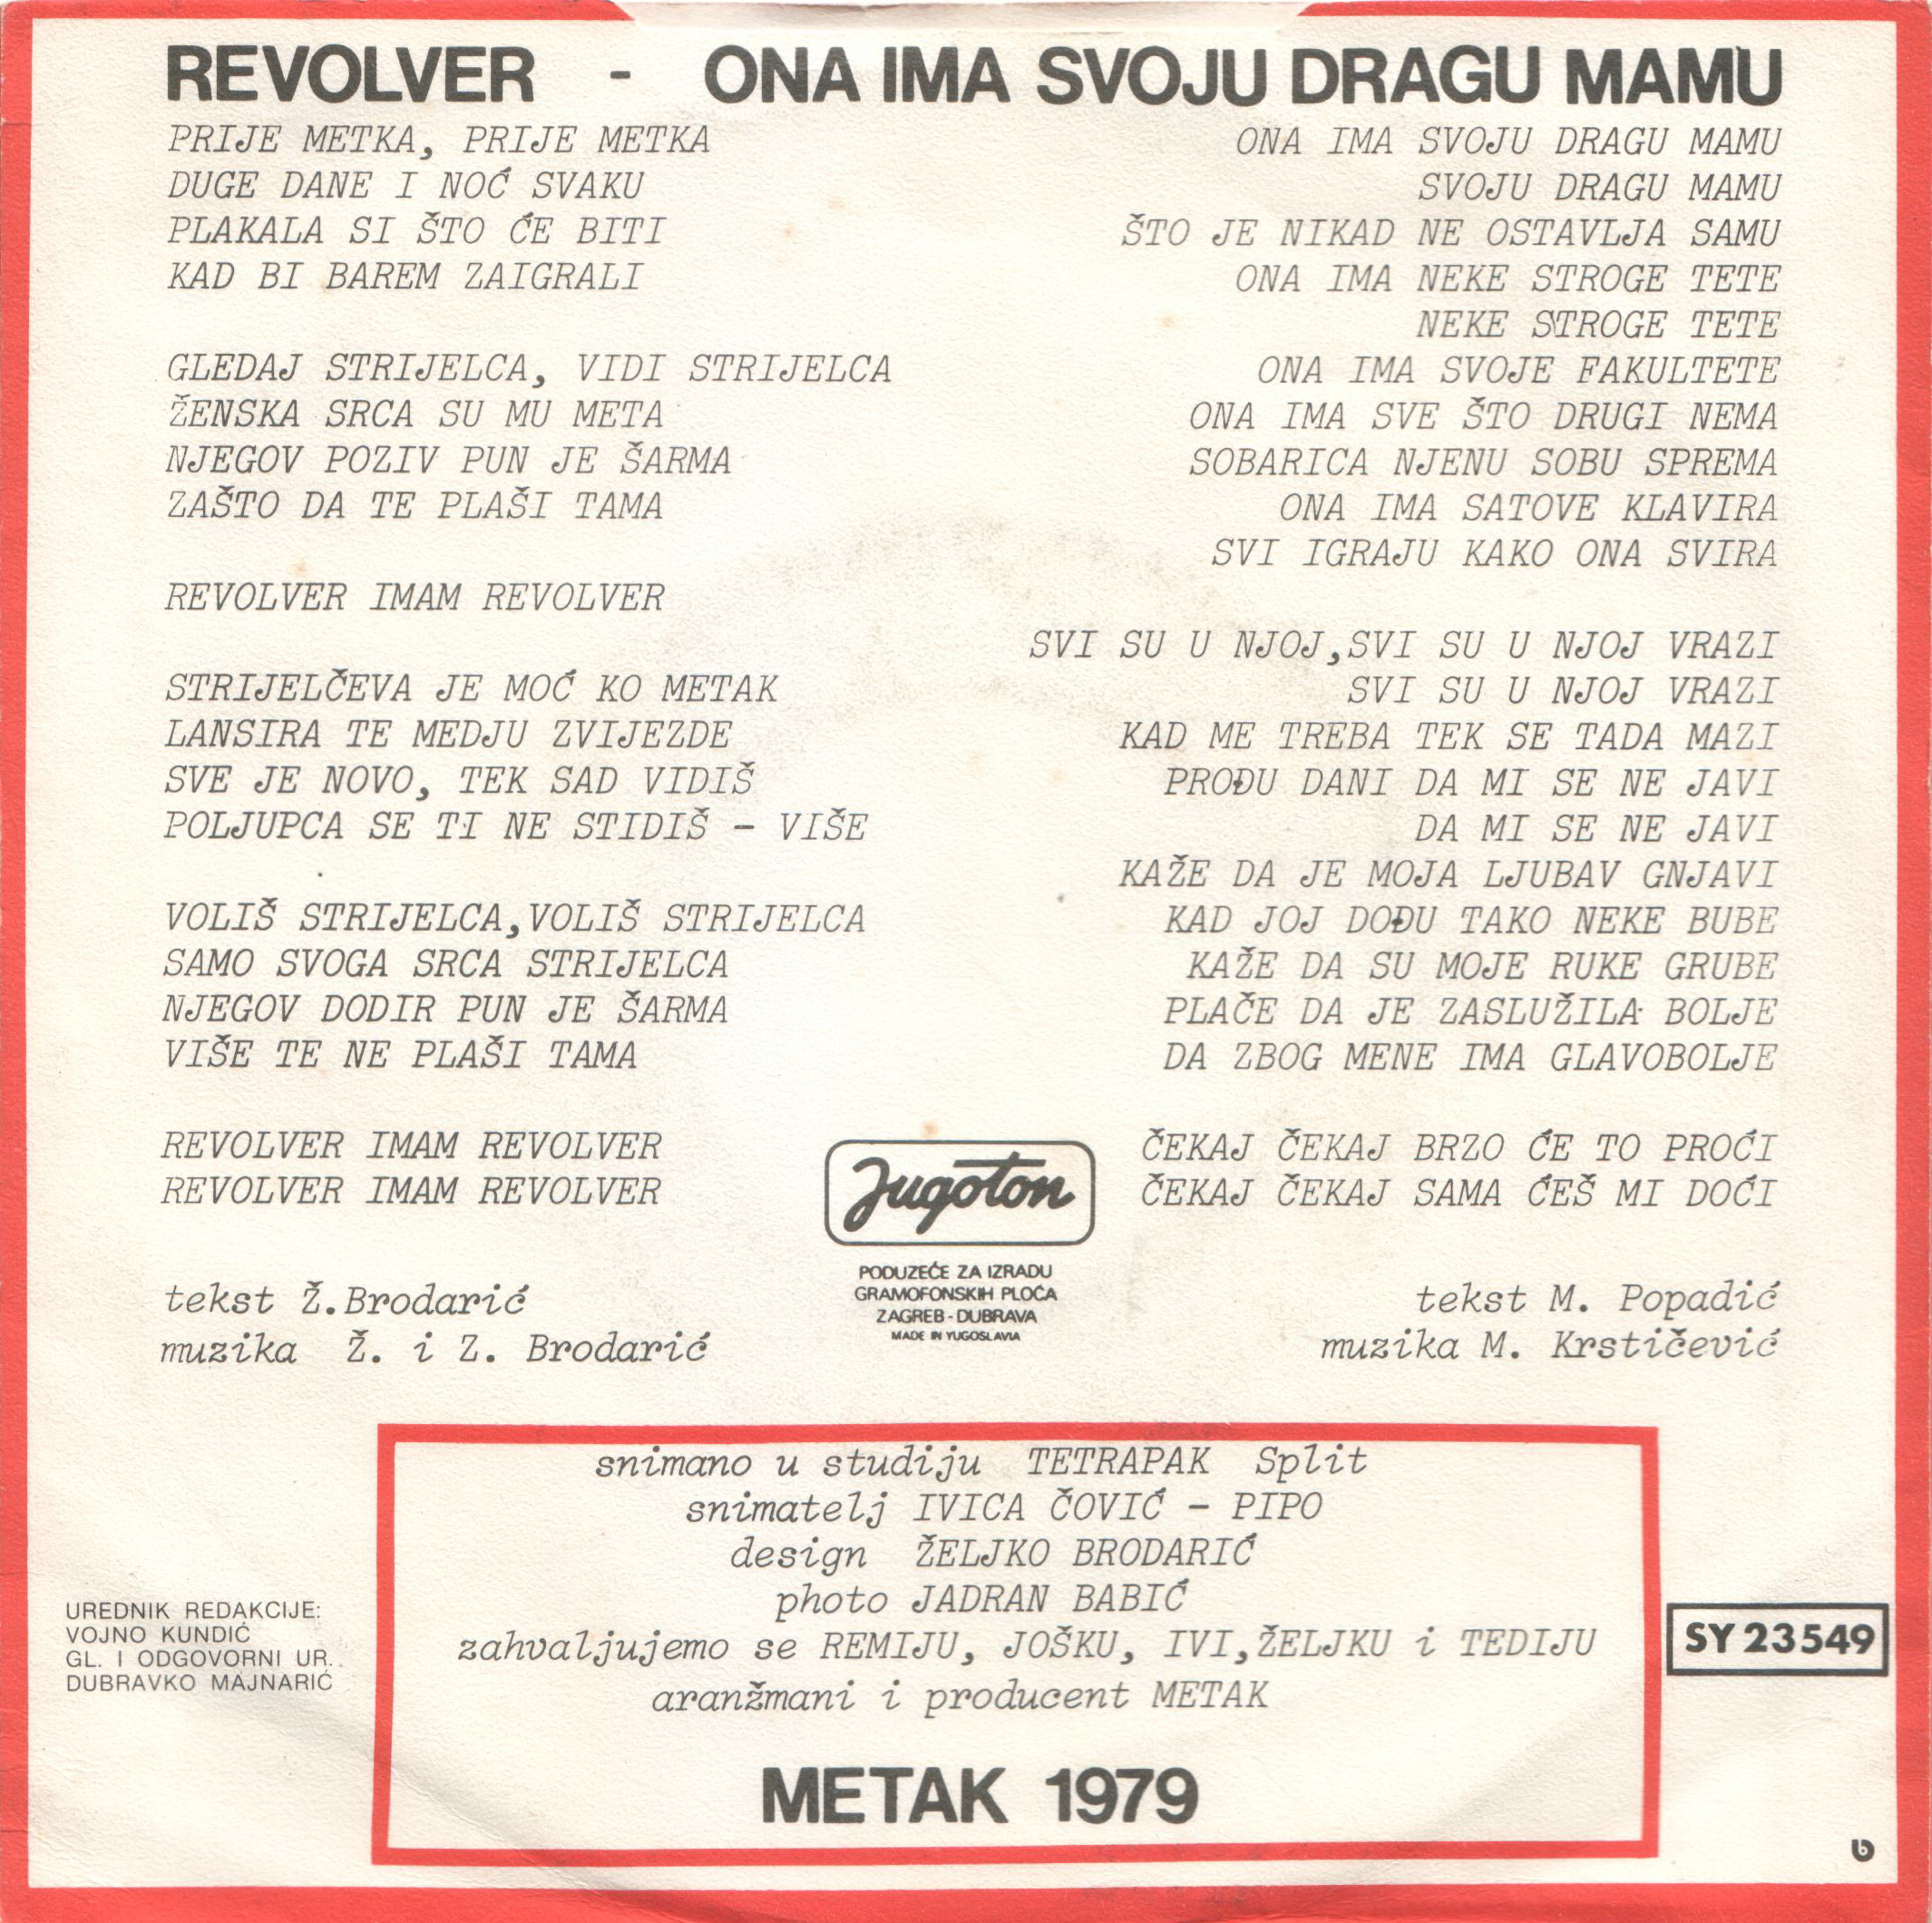 REVOLVER - ONA IMA SVOJU DRAGU MAMU
PRIJE METKA, PRIJE METKA
DUGE DANE I NOĆ SVAKU
PLAKALA SI ŠTO ĆE BITI
KAD BI BAREM ZAIGRALI
GLEDAJ STRIJELCA, VIDI STRIJELCA
ŽENSKA SRCA SU MU META
NJEGOV POZIV PUN JE ŠARMA
ZAŠTO DA TE PLAŠI TAMA
REVOLVER IMAM REVOLVER
STRIJELČEVA JE MOĆ KO METAK
LANSIRA TE MEDJU ZVIJEZDE
SVE JE NOVO, TEK SAD VIDIŠ
POLJUPCA SE TI NE STIDIŠ - VIŠE
VOLIŠ STRIJELCA,VOLIŠ STRIJELCA
SAMO SVOGA SRCA STRIJELCA
NJEGOV DODIR PUN JE ŠARMA
VIŠE TE NE PLAŠI TAMA
REVOLVER IMAM REVOLVER
REVOLVER IMAM REVOLVER
tekst Ž.Brodarić
muzika Ž. i Z. Brodarić
ONA IMA SVOJU DRAGU MAMU
SVOJU DRAGU MAMU
ŠTO JE NIKAD NE OSTAVLJA SAMU
ONA IMA NEKE STROGE TETE
NEKE STROGE TETE
ONA IMA SVOJE FAKULTETE
ONA IMA SVE ŠTO DRUGI NEMA
SOBARICA NJENU SOBU SPREMA
ONA IMA SATOVE KLAVIRA
SVI IGRAJU KAKO ONA SVIRA
SVI SU U NJOJ,SVI SU U NJOJ VRAZI
SVI SU U NJOJ VRAZI
KAD ME TREBA TEK SE TADA MAZI
PROĐU DANI DA MI SE NE JAVI
DA MI SE NE JAVI
KAŽE DA JE MOJA LJUBAV GNJAVI
KAD JOJ DOĐU TAKO NEKE BUBE
KAŽE DA SU MOJE RUKE GRUBE
PLAČE DA JE ZASLUŽILA BOLJE
DA ZBOG MENE IMA GLAVOBOLJE
ČEKAJ ČEKAJ BRZO ĆE TO PROĆI
ČEKAJ ČEKAJ SAMA ĆEŠ MI DOĆI
tekst M. Popadić
muzika M. Krstičević
Jugoton
PODUZEĆE ZA IZRADU
GRAMOFONSKIH PLOČA
ZAGREB - DUBRAVA
MADE IN YUGOSLAVIA
snimano u studiju TETRAPAK Split
snimatelj IVICA ČOVIĆ - PIPO
design ŽELJKO BRODARIĆ
photo JADRAN BABIĆ
zahvaljujemo se REMIJU, JOŠKU, IVI,ŽELJKU i TEDIJU
aranžmani i producent METAK
METAK 1979
UREDNIK REDAKCIJE:
VOJNO KUNDIĆ
GL. I ODGOVORNI UR.
DUBRAVKO MAJNARIĆ
SY 23549
b